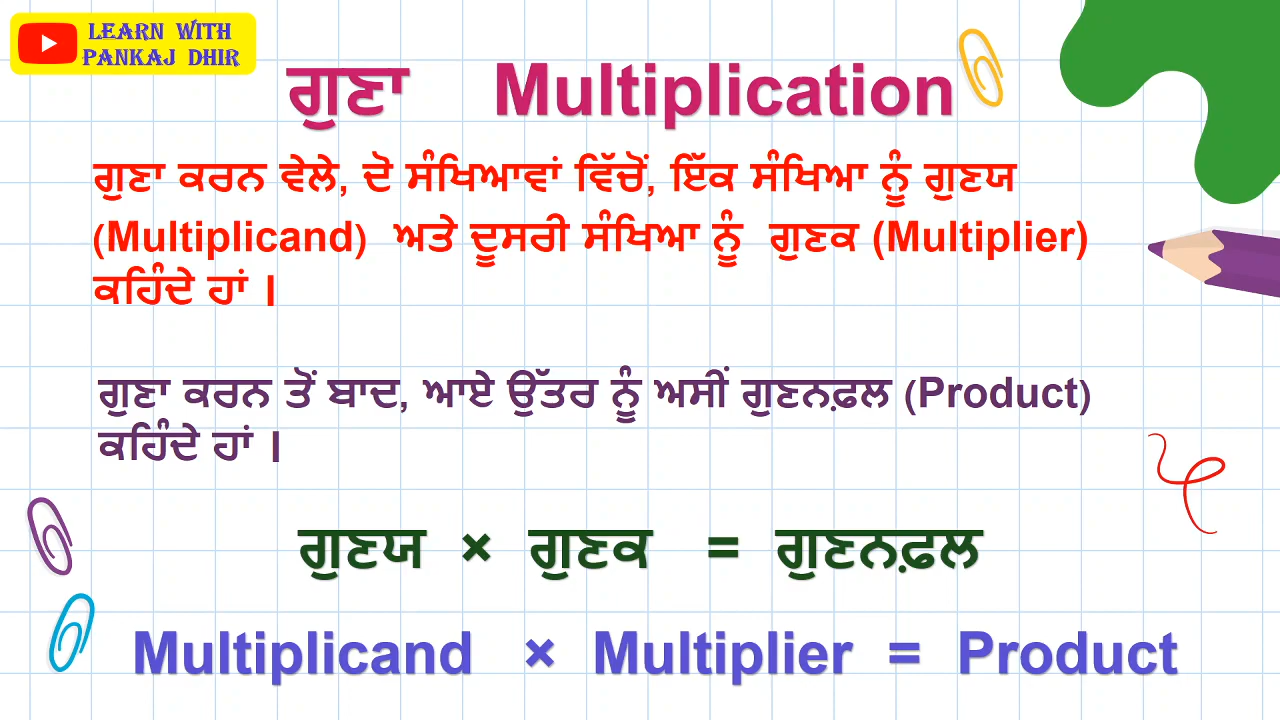 LEARN WITH
PANKAJ DHIR
ਗੁਣਾ Multiplication
ਗੁਣਾ ਕਰਨ ਵੇਲੇ, ਦੋ ਸੰਖਿਆਵਾਂ ਵਿੱਚੋਂ, ਇੱਕ ਸੰਖਿਆ ਨੂੰ ਗੁਣਯ
(Multiplicand) ਅਤੇ ਦੂਸਰੀ ਸੰਖਿਆ ਨੂੰ ਗੁਣਕ (Multiplier)
ਕਹਿੰਦੇ ਹਾਂ ।
ਗੁਣਾ ਕਰਨ ਤੋਂ ਬਾਦ, ਆਏ ਉੱਤਰ ਨੂੰ ਅਸੀਂ ਗੁਣਨਫ਼ਲ (Product)
ਕਹਿੰਦੇ ਹਾਂ ।
ਗੁਣਯ × ਗੁਣਕ = ਗੁਣਨਫ਼ਲ
Multiplicand × Multiplier = Product